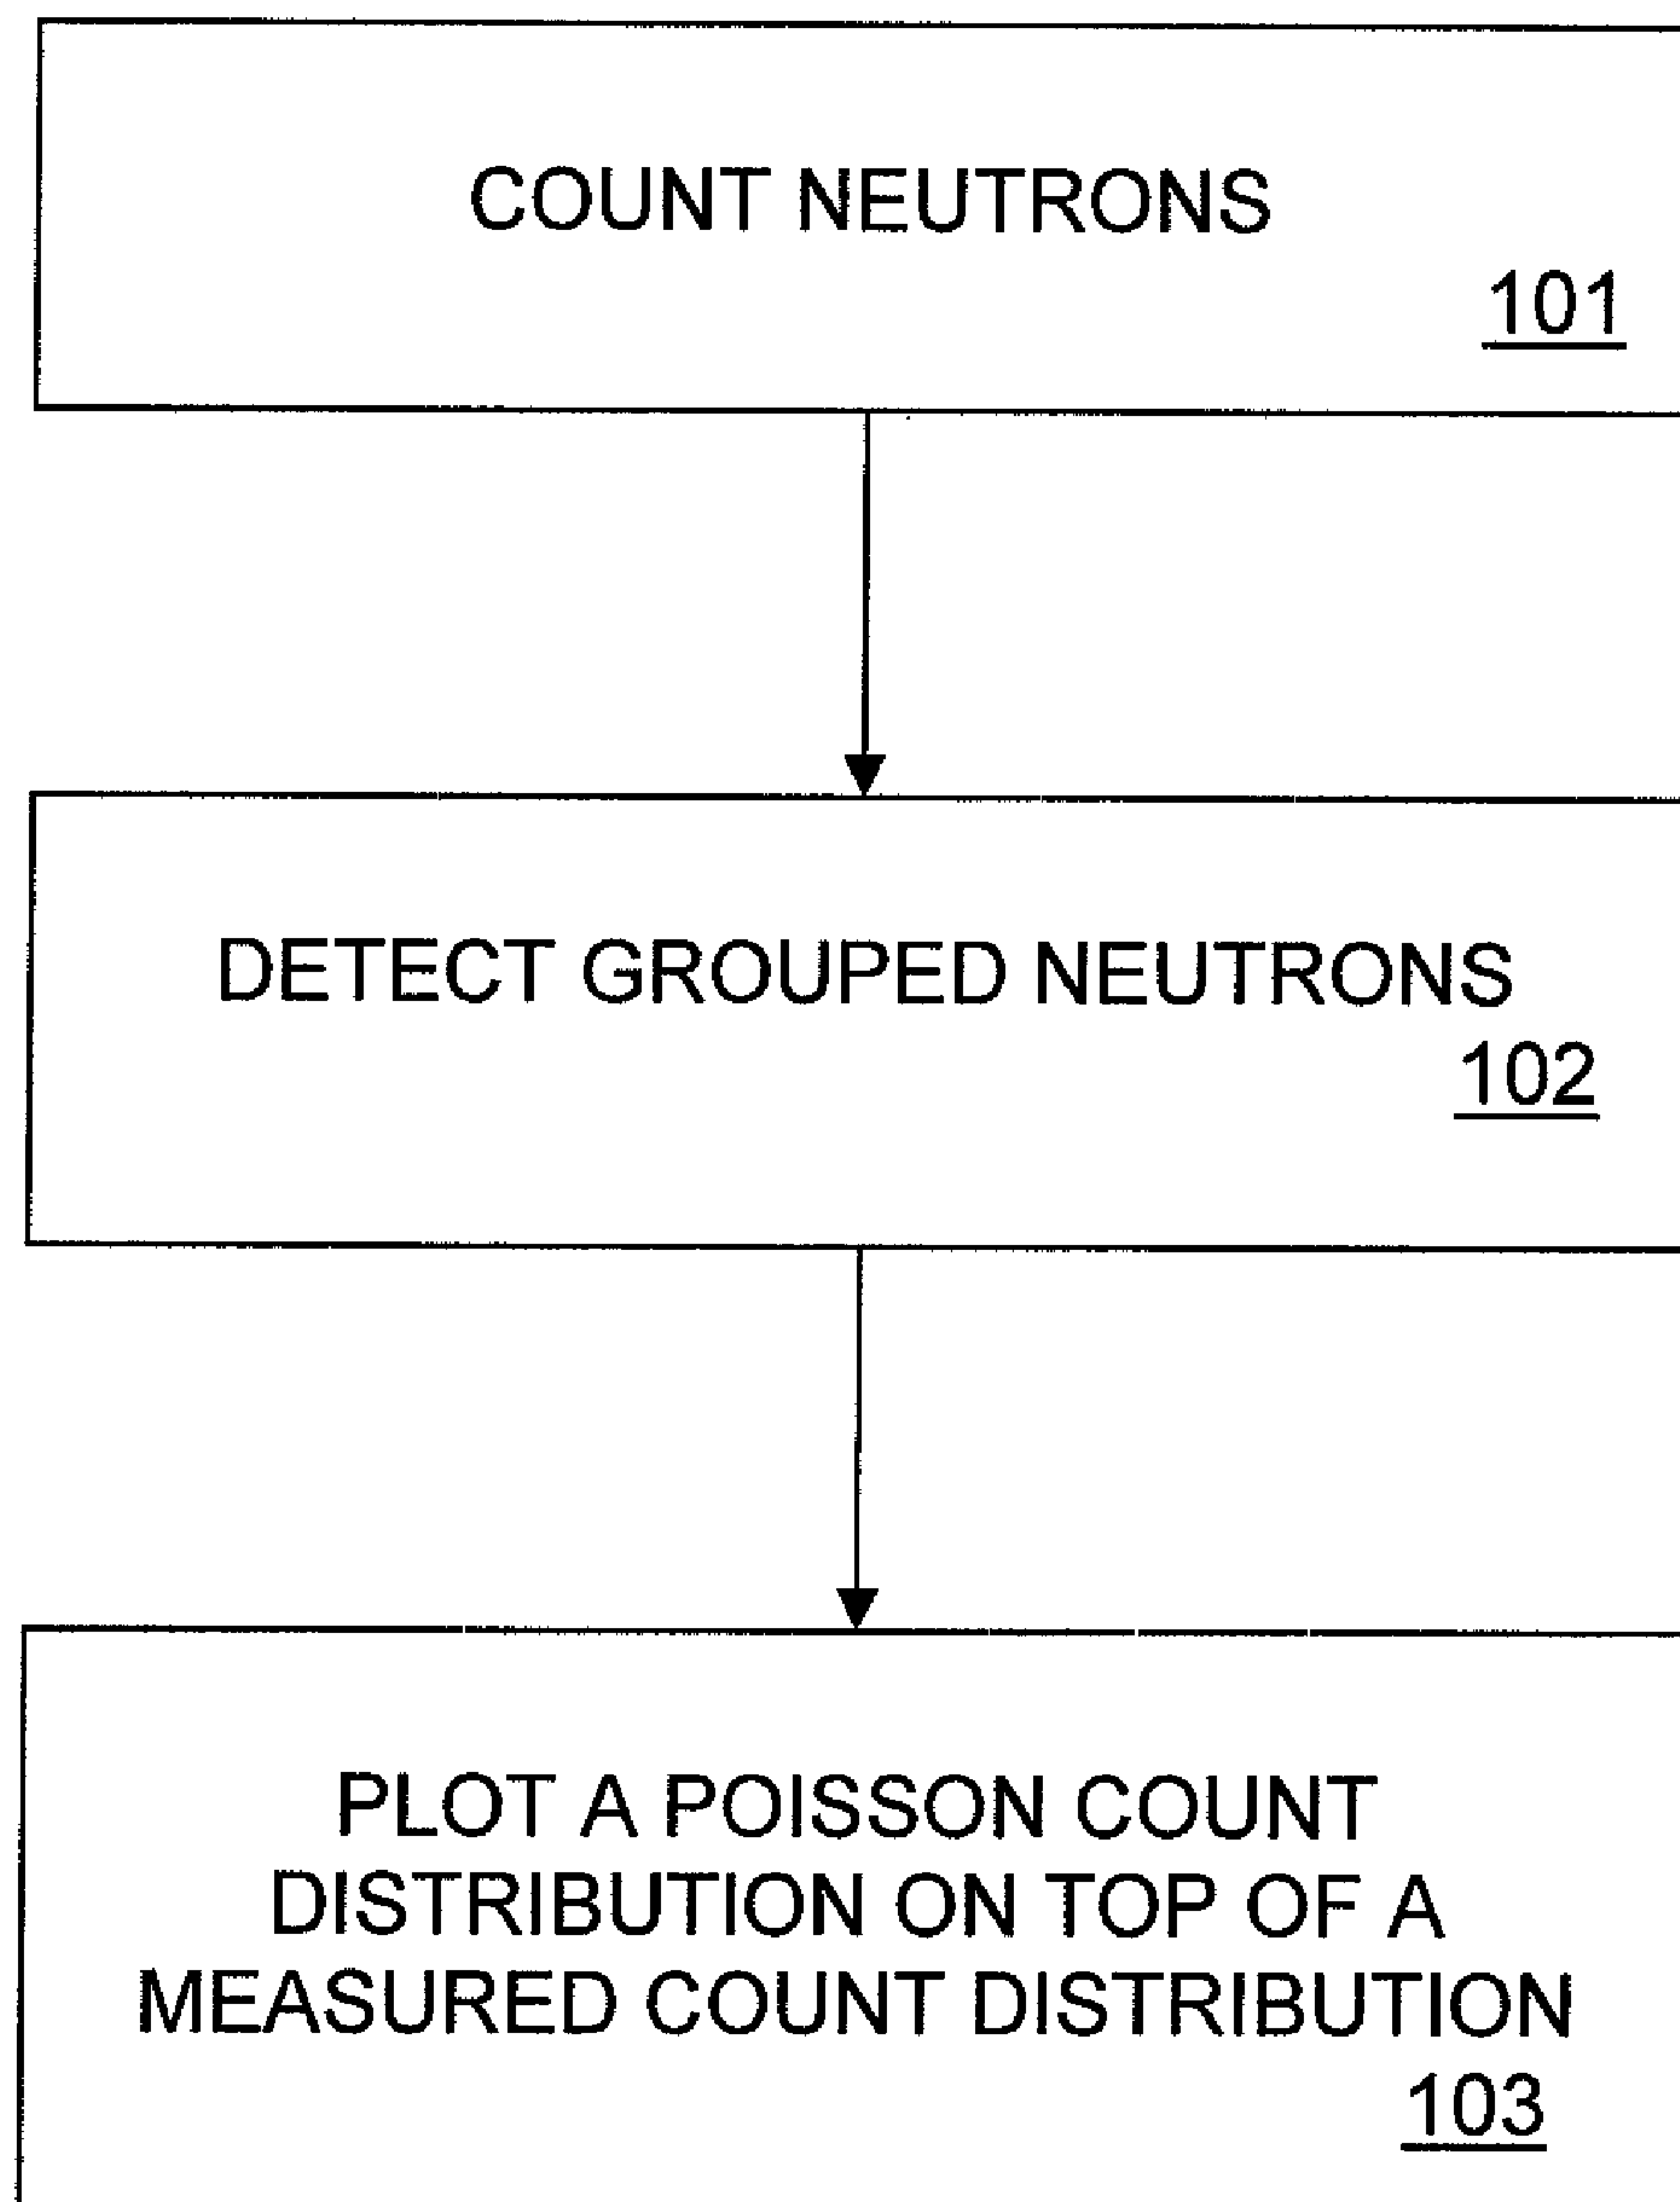 COUNT NEUTRONS
101
DETECT GROUPED NEUTRONS
102
PLOT A POISSON COUNT
DISTRIBUTION ON TOP OF A
MEASURED COUNT DISTRIBUTION
103